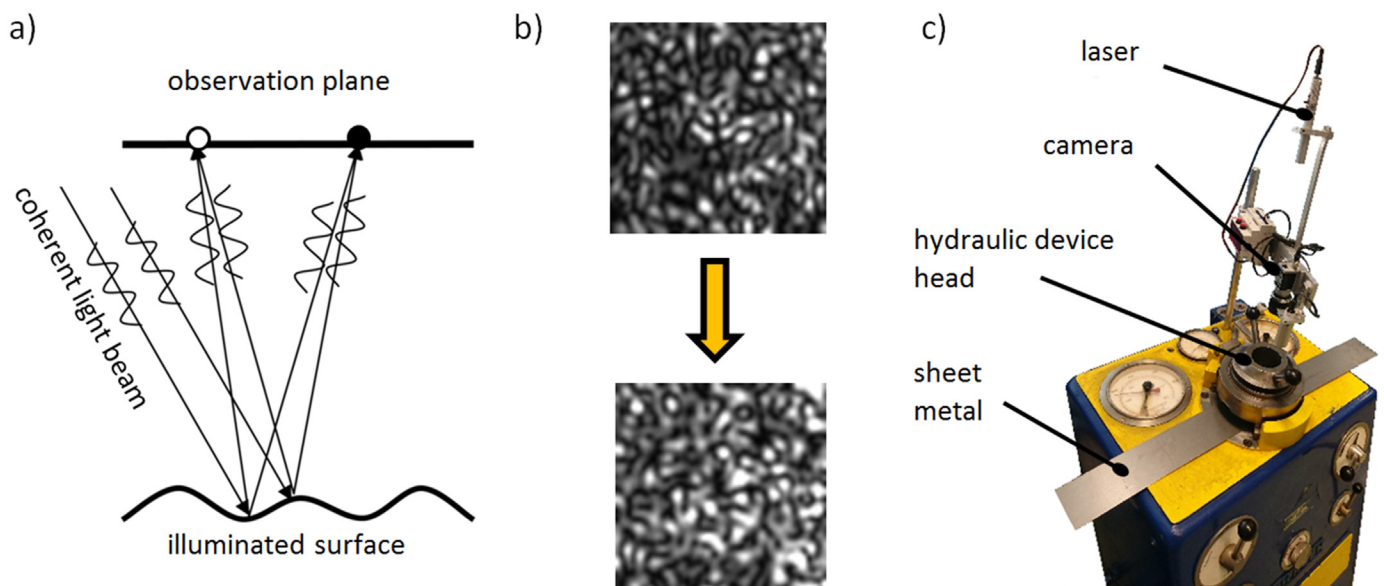 a)
observation plane
coherent light beam
illuminated surface
b)
c)
laser
camera
hydraulic device
head
sheet
metal